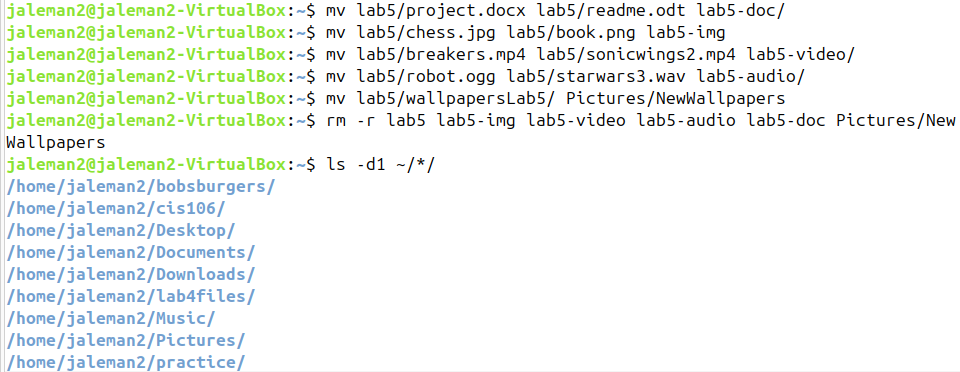 jaleman2@jaleman2-VirtualBox:~$ mv lab5/project.docx lab5/readme.odt lab5-doc/
jaleman2@jaleman2-VirtualBox:~$ mv lab5/chess.jpg lab5/book.png lab5-img
jaleman2@jaleman2-VirtualBox:~$ mv lab5/breakers.mp4 lab5/sonicwings2.mp4 lab5-video/
jaleman2@jaleman2-VirtualBox:~$ mv lab5/robot.ogg lab5/starwars3.wav lab5-audio/
jaleman2@jaleman2-VirtualBox:~$ mv lab5/wallpapersLab5/ Pictures/NewWallpapers
jaleman2@jaleman2-VirtualBox:~$ rm -r lab5 lab5-img lab5-video lab5-audio lab5-doc Pictures/New
Wallpapers
jaleman2@jaleman2-VirtualBox:~$ ls -d1 ~/*/
/home/jaleman2/bobsburgers/
/home/jaleman2/cis106/
/home/jaleman2/Desktop/
/home/jaleman2/Documents/
/home/jaleman2/Downloads/
/home/jaleman2/lab4files/
/home/jaleman2/Music/
/home/jaleman2/Pictures/
/home/jaleman2/practice/